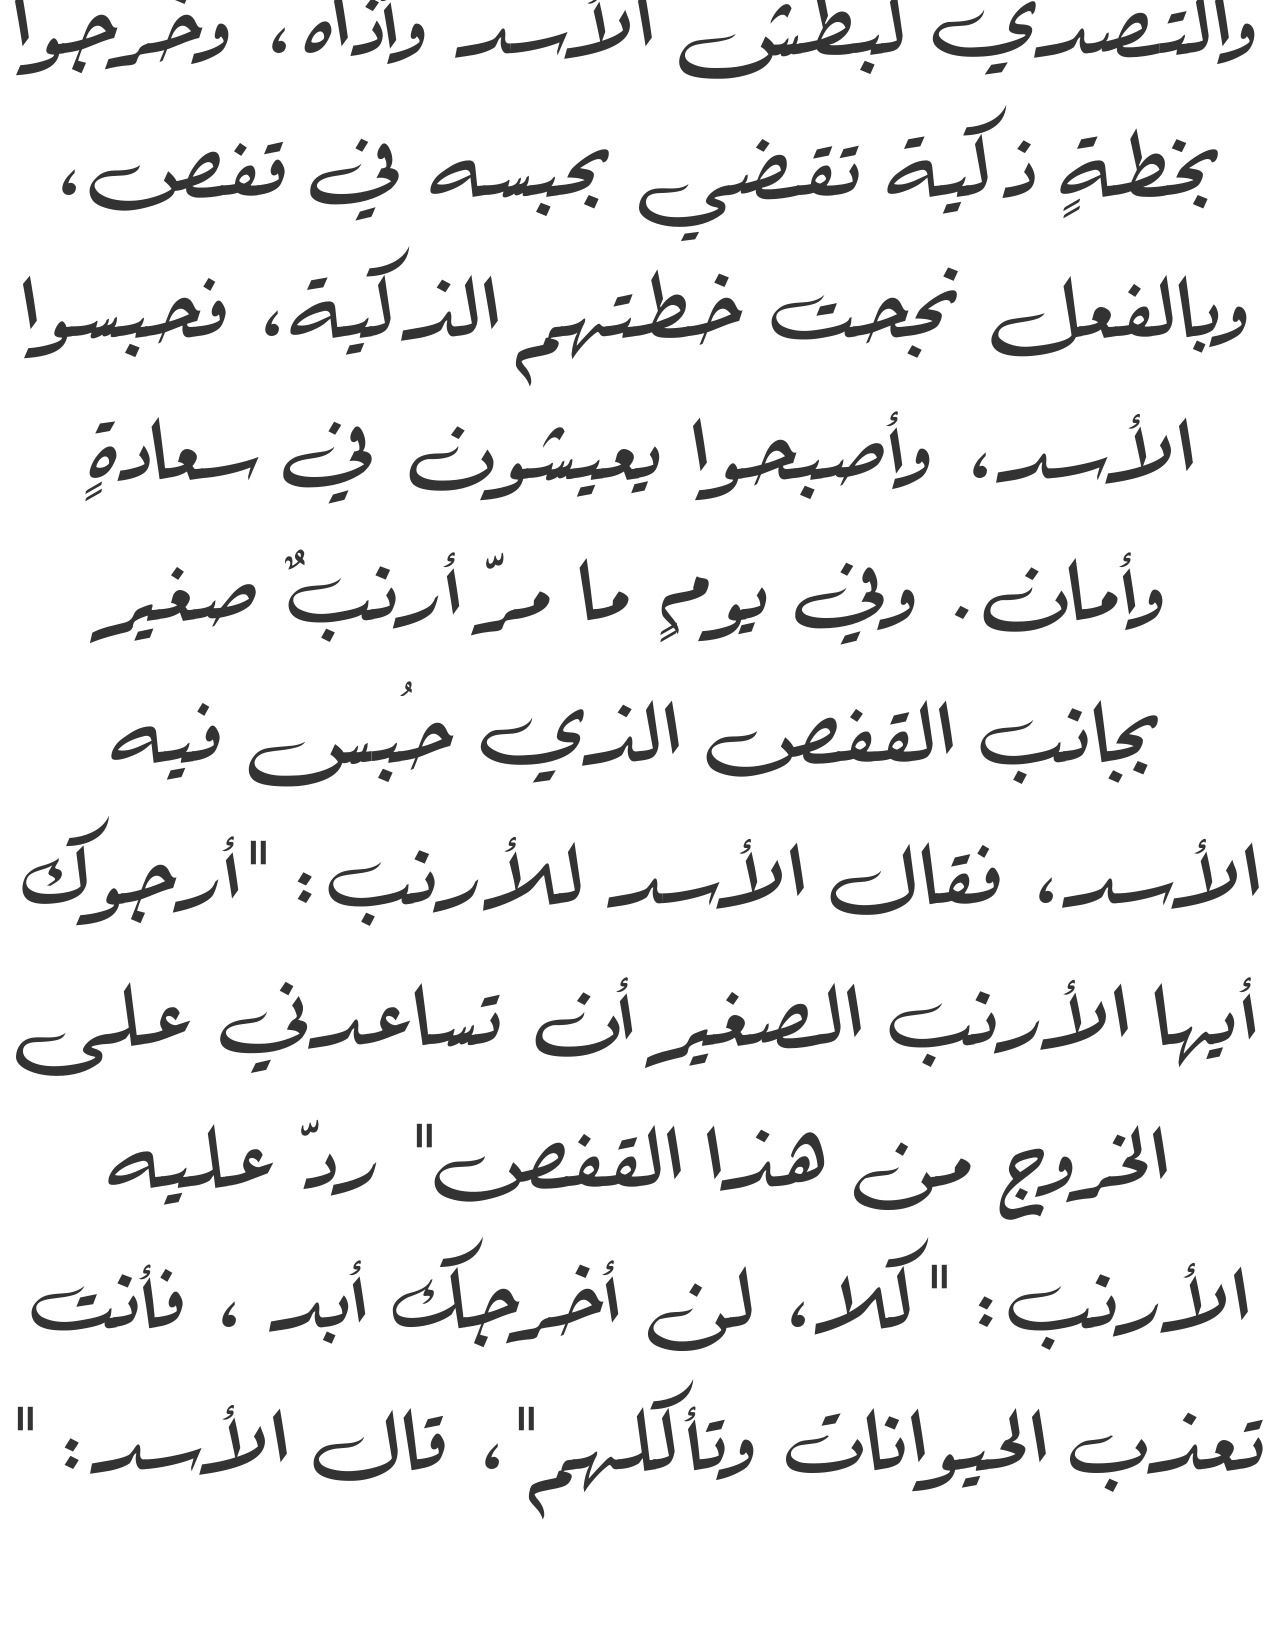 والتصدي لبطش الأسد وأذاه، وخرجوا
بخطةٍ ذكية تقضي بحبسه في قفص،
وبالفعل نجحت خطتهم الذكية، فحبسوا
الأسد، وأصبحوا يعيشون في سعادةٍ
وأمان. وفي يومٍ ما مرّ أرنبٌ صغير
بجانب القفص الذي حُبس فيه
الأسد، فقال الأسد للأرنب: "أرجوك
أيها الأرنب الصغير أن تساعدني على
الخروج من هذا القفص" ردّ عليه
الأرنب: "كلا، لن أخرجك أبد ، فأنت
تعذب الحيوانات وتأكلهم"، قال الأسد: "